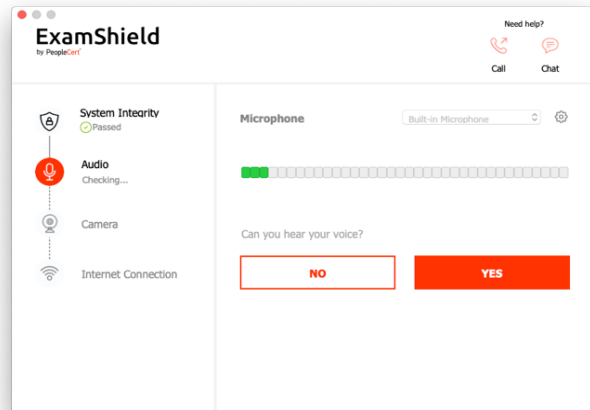 Need help?
ExamShield
by PeopleCert
Call
Chat
System Integrity
Passed
Audio
Checking...
Camera
Internet Connection
Microphone
Built-in Microphone
Can you hear your voice?
NO
YES